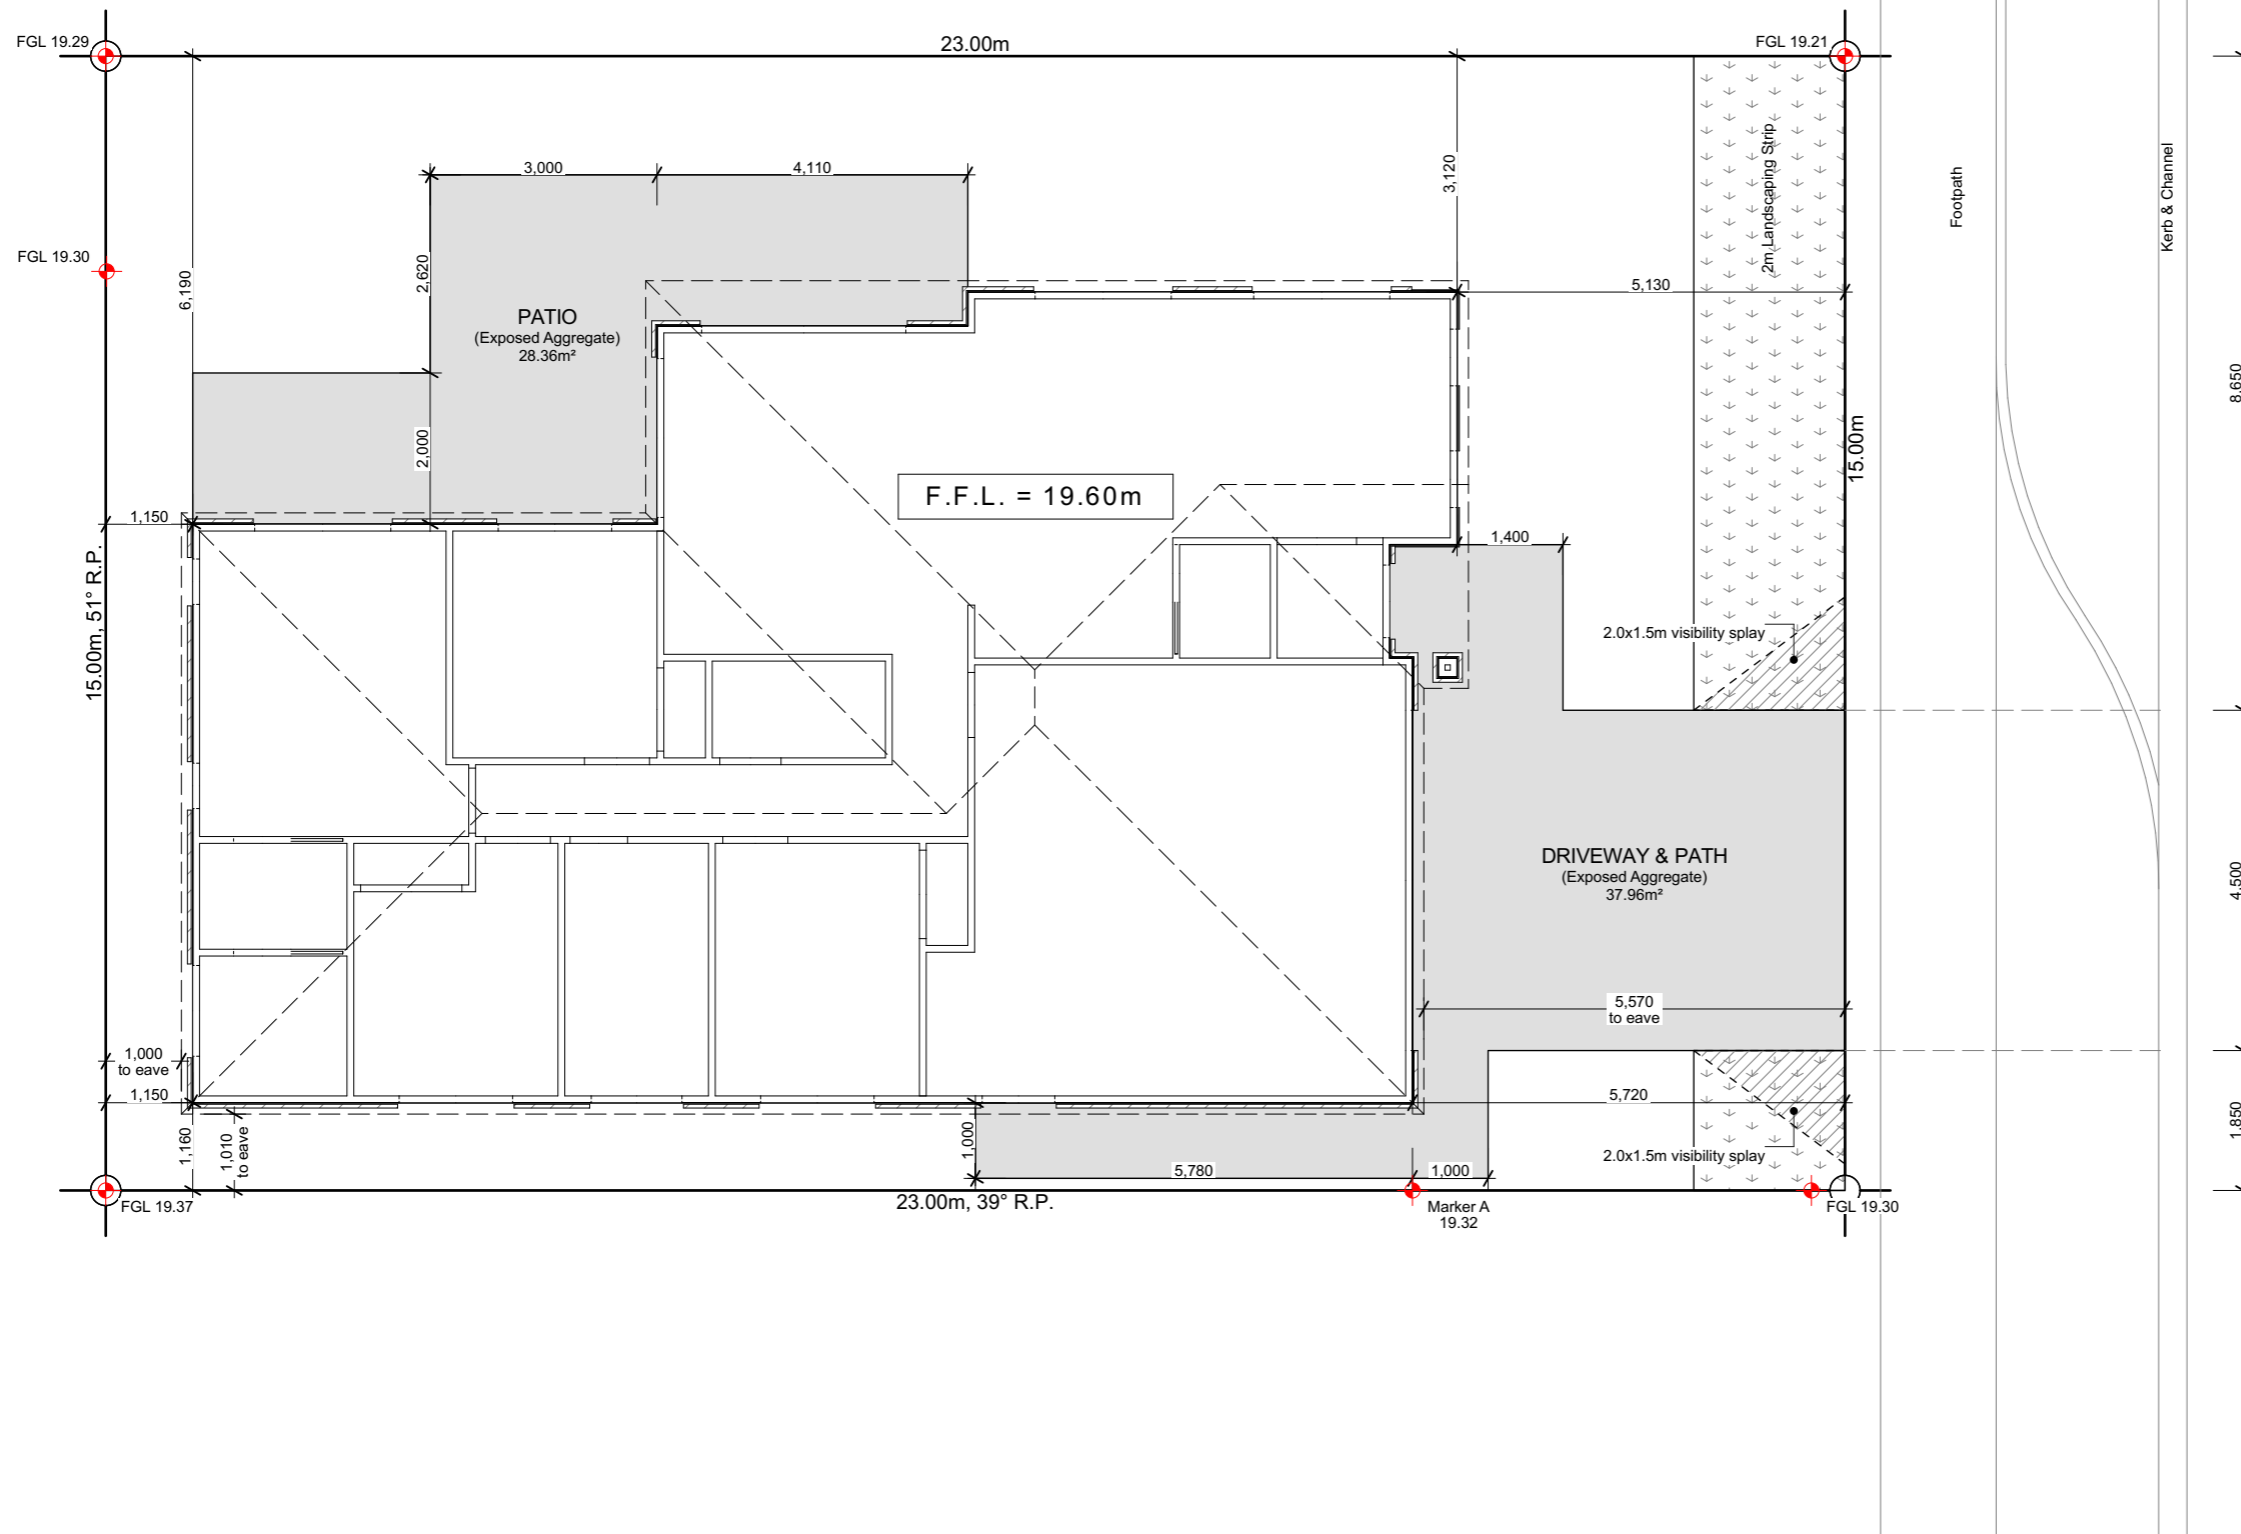 FGL 19.29
23.00m
FGL 19.21
3,000
4,110
3,120
2m Landscaping Strip
Footpath
Kerb & Channel
FGL 19.30
6,190
2,620
5,130
PATIO
(Exposed Aggregate)
28.36m²
8.650
2,000
15.00m
F.F.L. = 19.60m
1,150
1,400
15.00m, 51° R.P.
2.0x1.5m visibility splay
DRIVEWAY & PATH
(Exposed Aggregate)
37.96m²
4.500
5,570
to eave
1,000
to eave
1,150
5,720
1,160
1,010
to eave
1,000
1.850
2.0x1.5m visibility splay
5,780
1,000
FGL 19.37
23.00m, 39° R.P.
Marker A
19.32
FGL 19.30